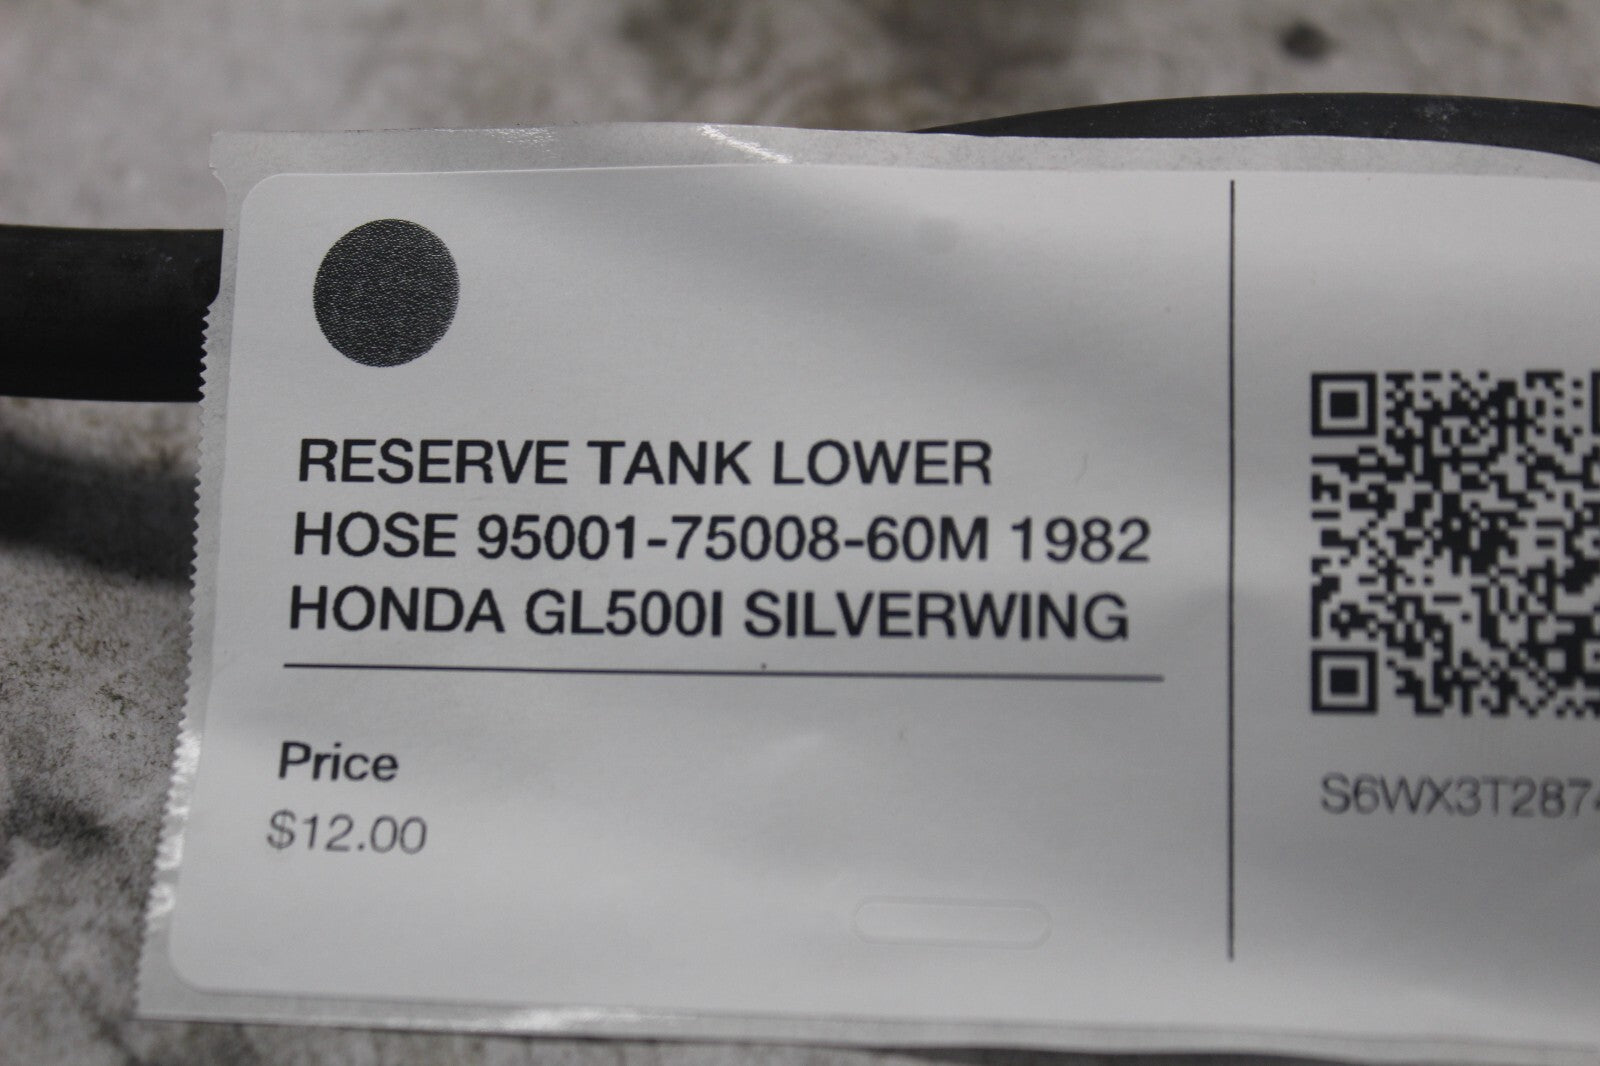 RESERVE TANK LOWER
HOSE 95001-75008-60M 1982
HONDA GL500I SILVERWING
Price
$12.00
S6WX3T287